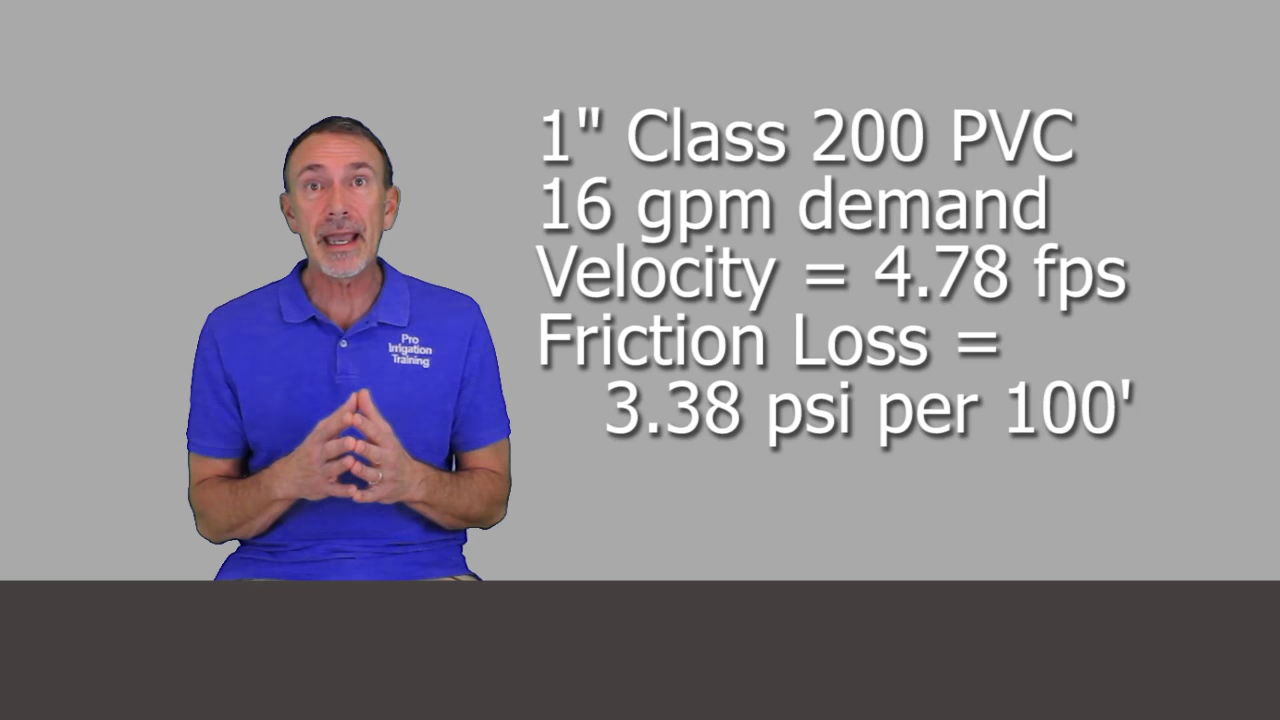 1" Class 200 PVC
16 gpm demand
Velocity = 4.78 fps
Friction Loss =
3.38 psi per 100'
Pro
Irrigation
Training